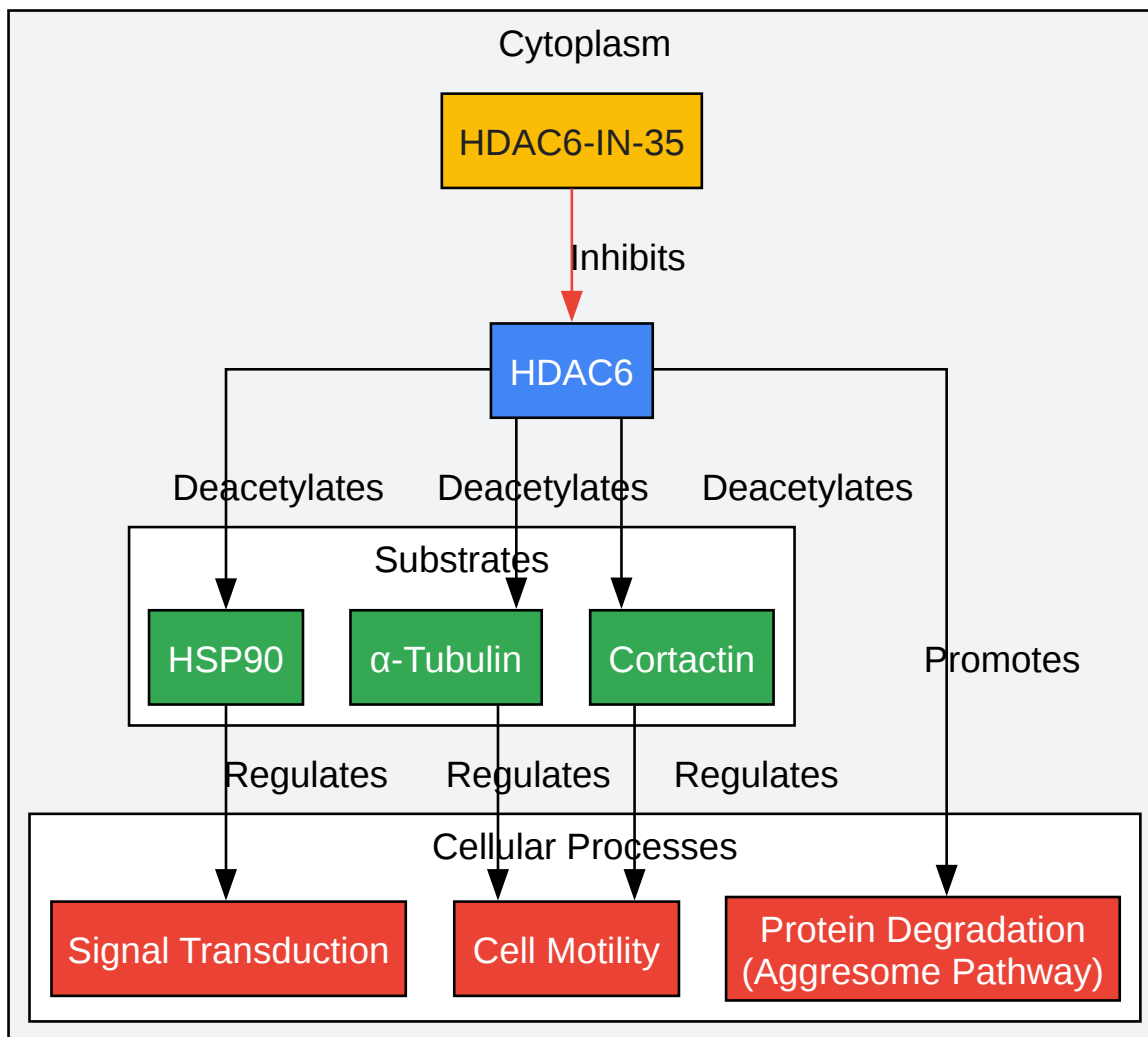 Cytoplasm
HDAC6-IN-35
Inhibits
HDAC6
Deacetylates
Deacetylates
Deacetylates
Substrates
HSP90
α-Tubulin
Cortactin
Promotes
Regulates
Regulates
Regulates
Cellular Processes
Signal Transduction
Cell Motility
Protein Degradation
(Aggresome Pathway)